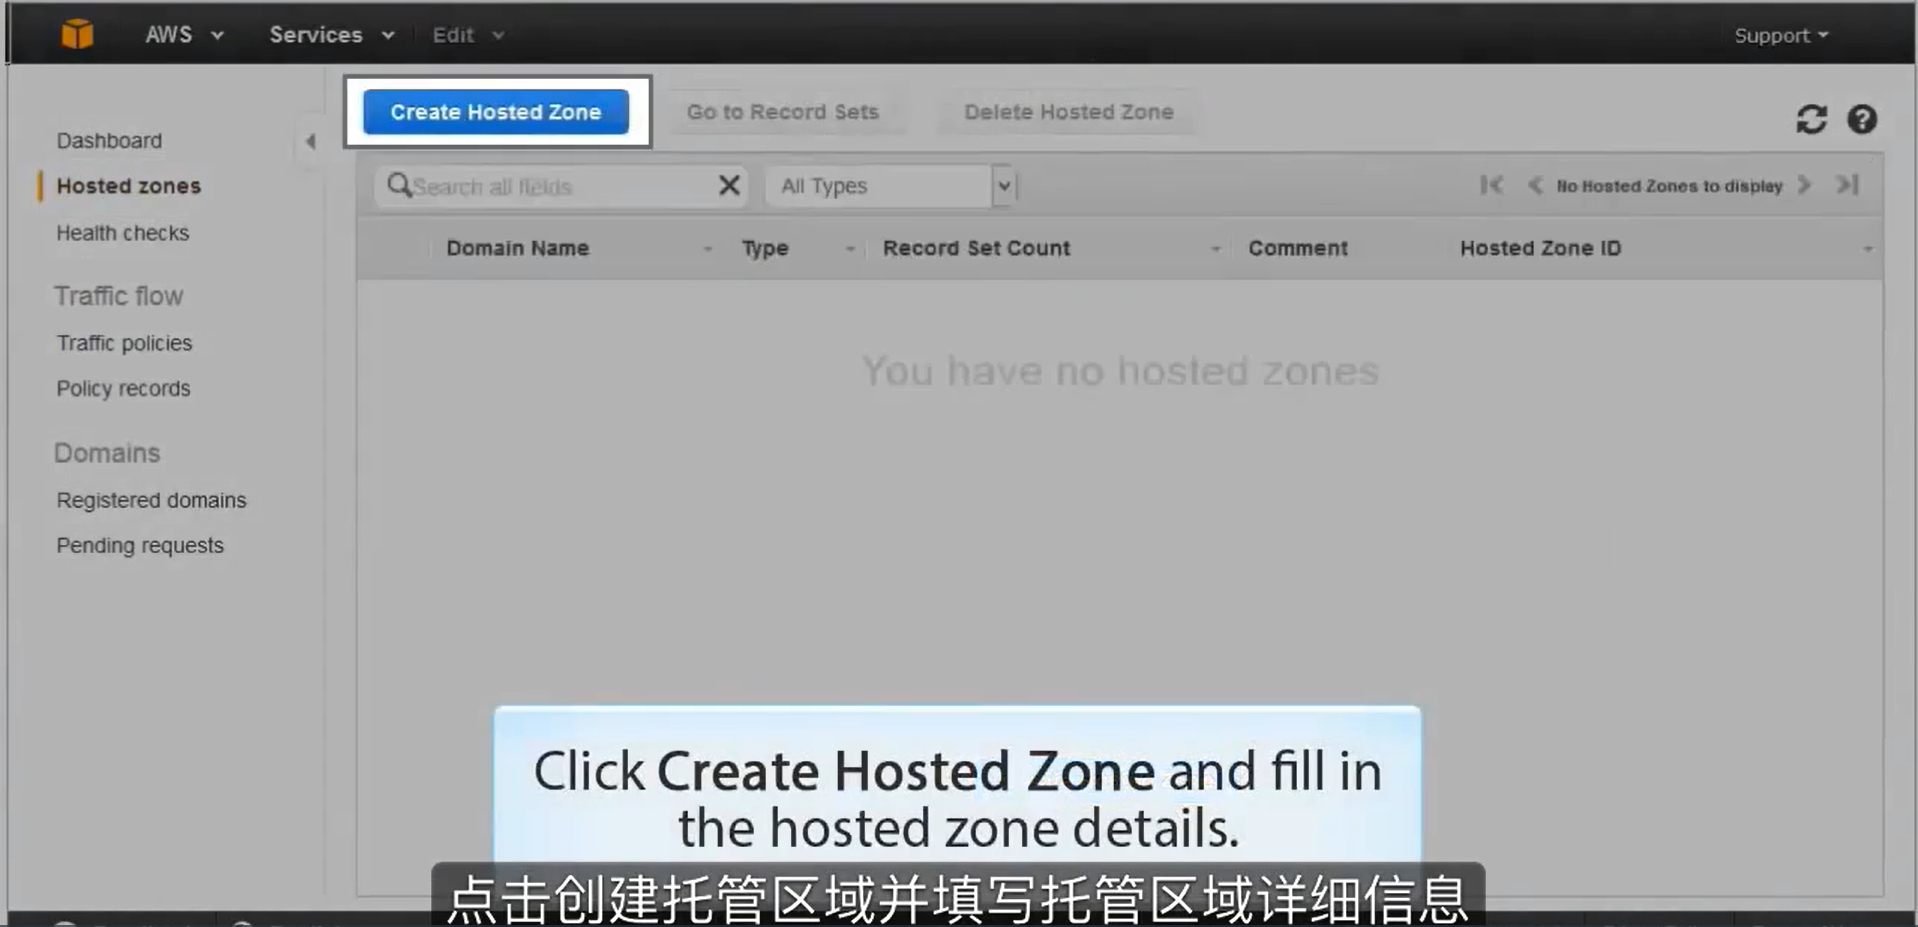 AWS Services Edit Support
Create Hosted Zone Go to Record Sets Delete Hosted Zone
Dashboard
Hosted zones
Health checks
Traffic flow
Traffic policies
Policy records
Domains
Registered domains
Pending requests
Search all fields All Types No Hosted Zones to display
Domain Name Type Record Set Count Comment Hosted Zone ID
You have no hosted zones
Click Create Hosted Zone and fill in
the hosted zone details.
点击创建托管区域并填写托管区域详细信息